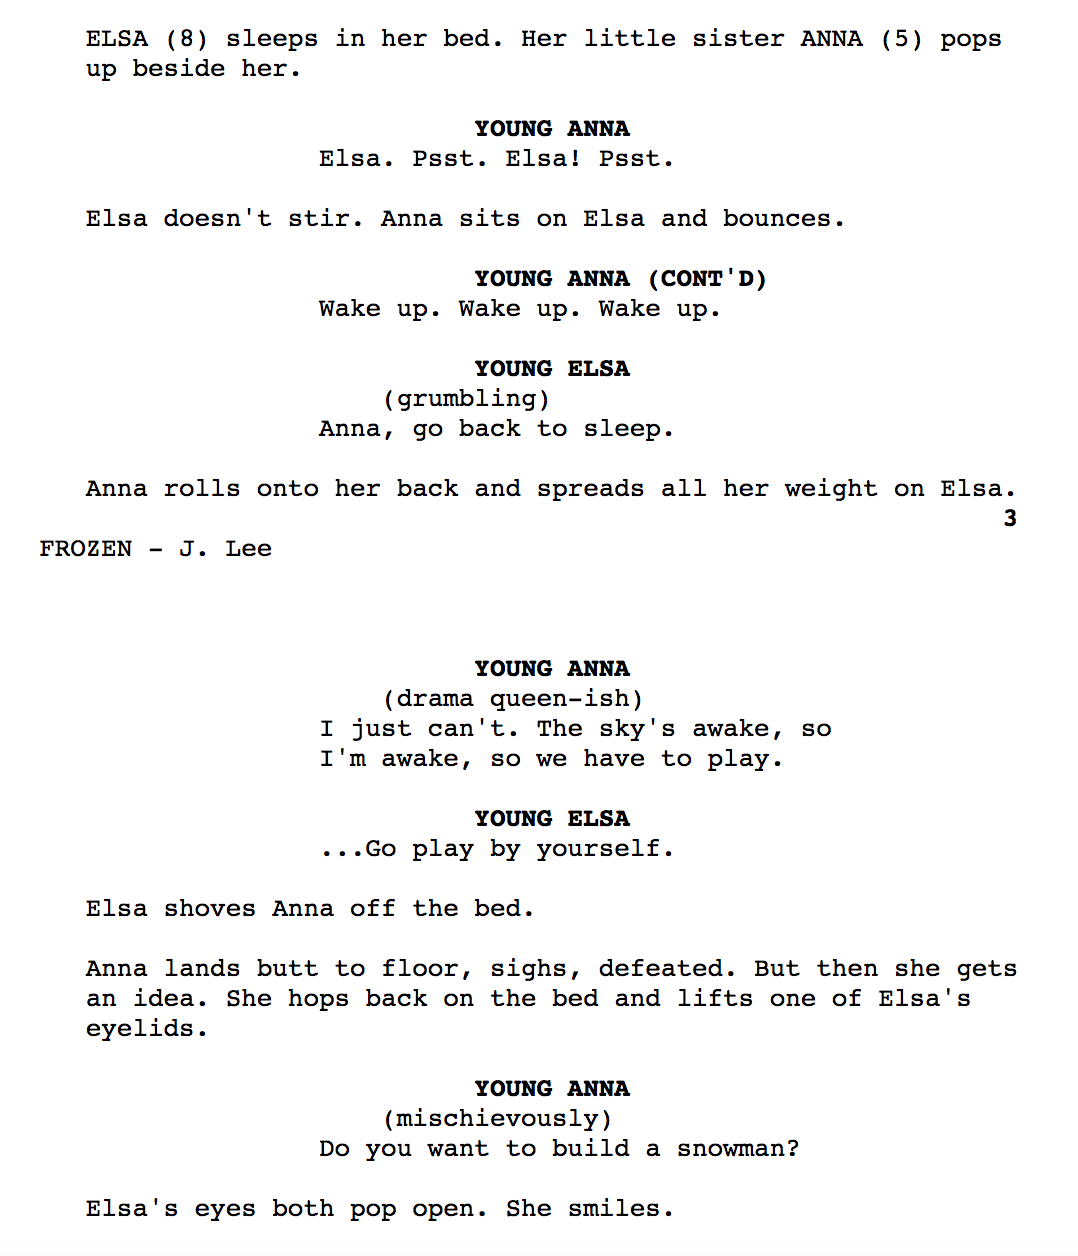 ELSA (8) sleeps in her bed. Her little sister ANNA (5) pops
up beside her.
YOUNG ANNA
Elsa. Psst. Elsa! Psst.
Elsa doesn't stir. Anna sits on Elsa and bounces.
YOUNG ANNA (CONT'D)
Wake up. Wake up. Wake up.
YOUNG ELSA
(grumbling)
Anna, go back to sleep.
Anna rolls onto her back and spreads all her weight on Elsa.
3
FROZEN - J. Lee
YOUNG ANNA
(drama queen-ish)
I just can't. The sky's awake, so
I'm awake, so we have to play.
YOUNG ELSA
...Go play by yourself.
Elsa shoves Anna off the bed.
Anna lands butt to floor, sighs, defeated. But then she gets
an idea. She hops back on the bed and lifts one of Elsa's
eyelids.
YOUNG ANNA
(mischievously)
Do you want to build a snowman?
Elsa's eyes both pop open. She smiles.